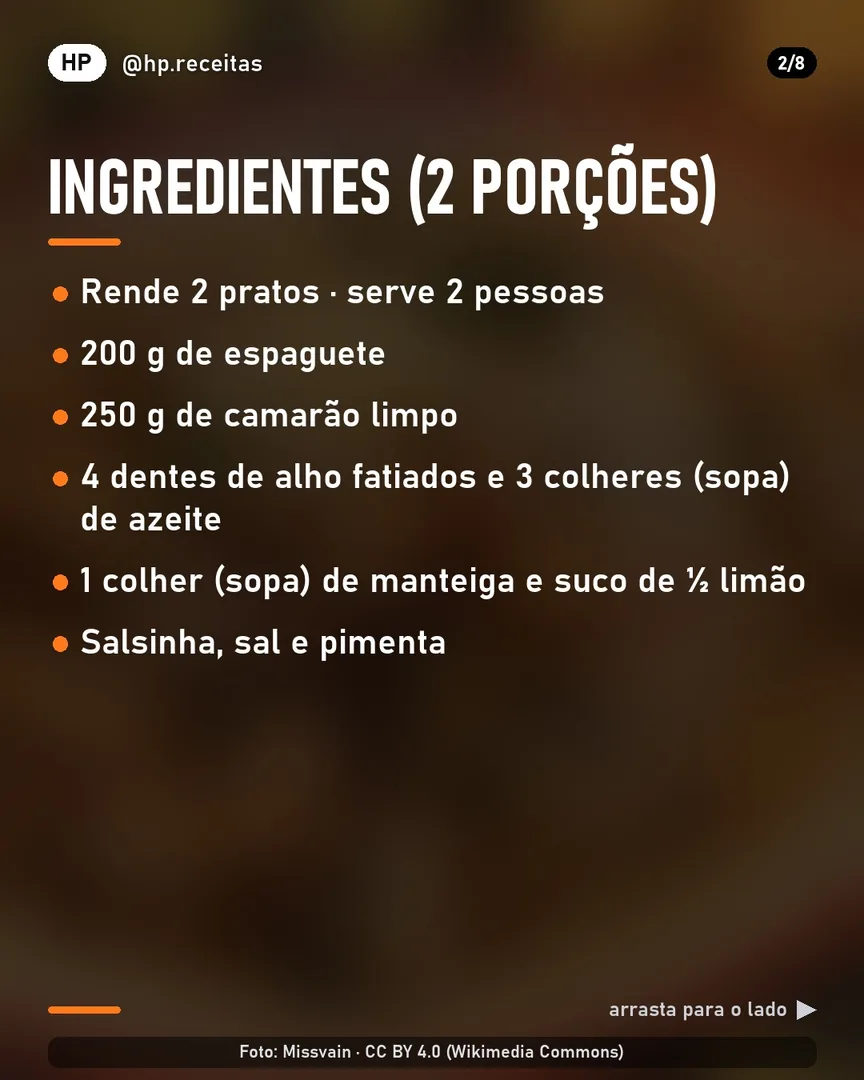 HP @hp.receitas 2/8
INGREDIENTES (2 PORÇÕES)
Rende 2 pratos · serve 2 pessoas
200 g de espaguete
250 g de camarão limpo
4 dentes de alho fatiados e 3 colheres (sopa)
de azeite
1 colher (sopa) de manteiga e suco de ½ limão
Salsinha, sal e pimenta
arrasta para o lado ▶
Foto: Missvain · CC BY 4.0 (Wikimedia Commons)